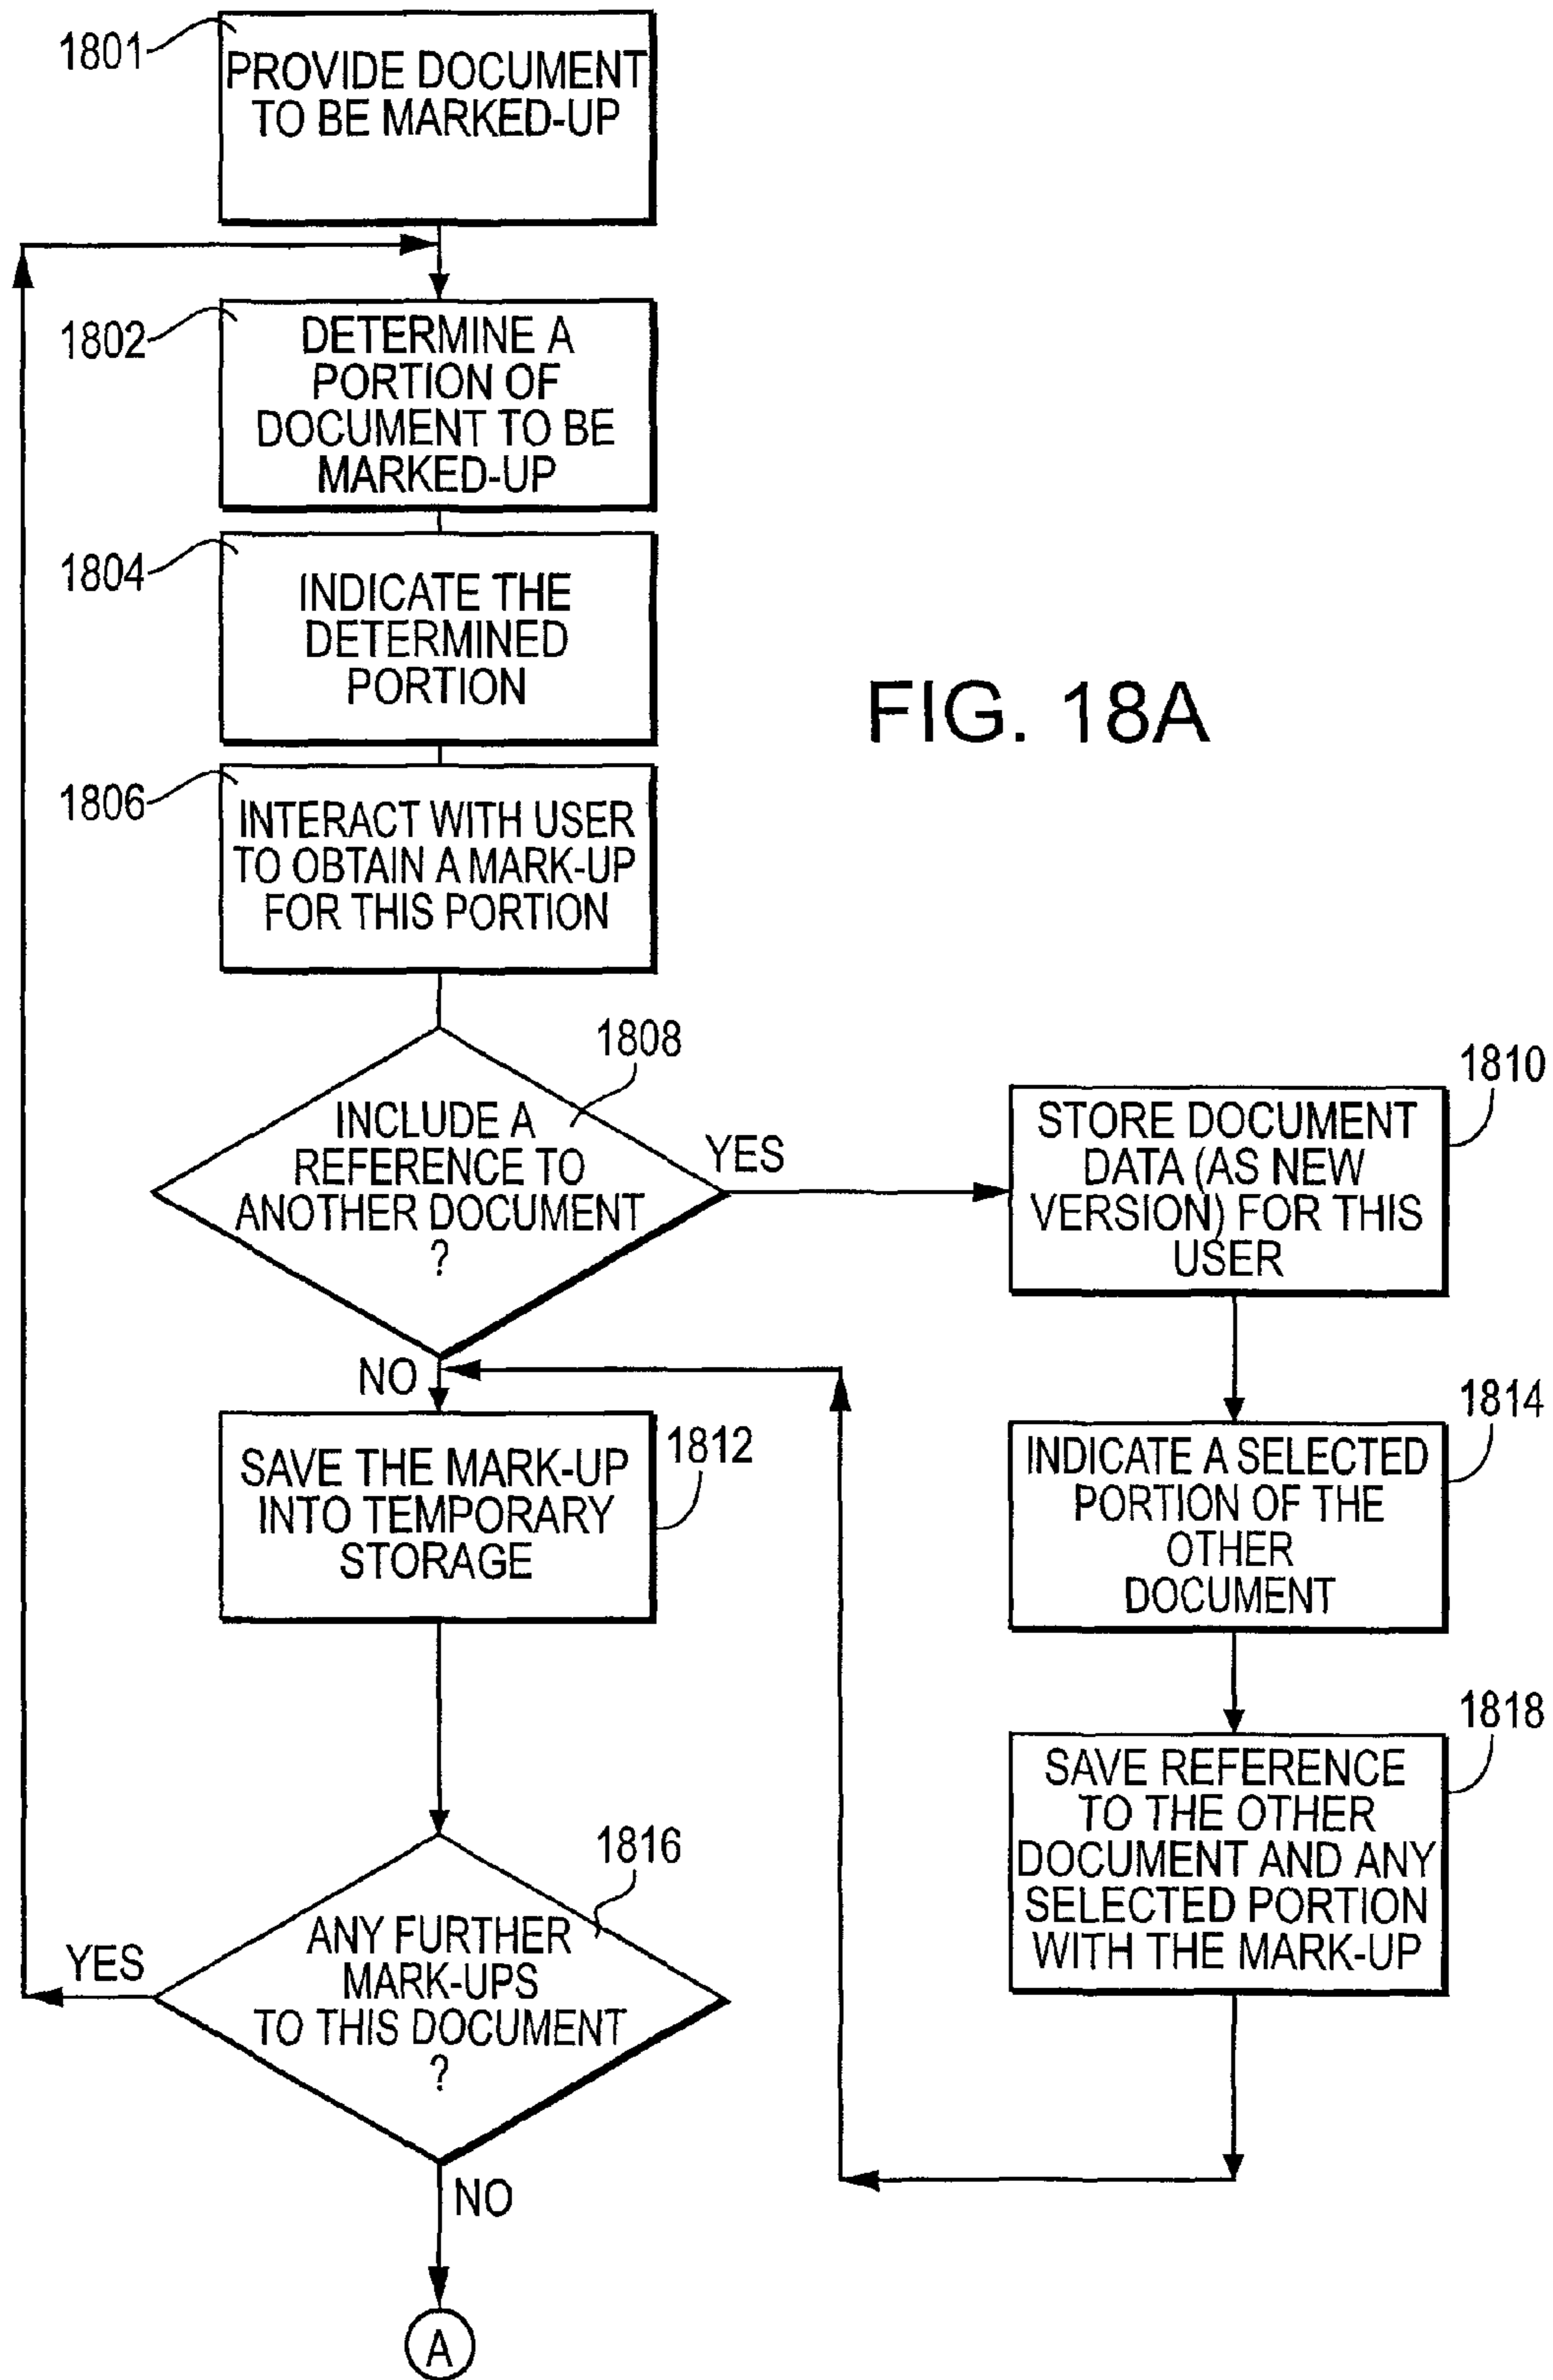 1801
PROVIDE DOCUMENT
TO BE MARKED-UP
1802
DETERMINE A
PORTION OF
DOCUMENT TO BE
MARKED-UP
1804
INDICATE THE
DETERMINED
PORTION
FIG. 18A
1806
INTERACT WITH USER
TO OBTAIN A MARK-UP
FOR THIS PORTION
1808
INCLUDE A
REFERENCE TO
ANOTHER DOCUMENT
?
YES
NO
1810
STORE DOCUMENT
DATA (AS NEW
VERSION) FOR THIS
USER
1812
SAVE THE MARK-UP
INTO TEMPORARY
STORAGE
1814
INDICATE A SELECTED
PORTION OF THE
OTHER
DOCUMENT
1818
SAVE REFERENCE
TO THE OTHER
DOCUMENT AND ANY
SELECTED PORTION
WITH THE MARK-UP
1816
ANY FURTHER
MARK-UPS
TO THIS DOCUMENT
?
YES
NO
A